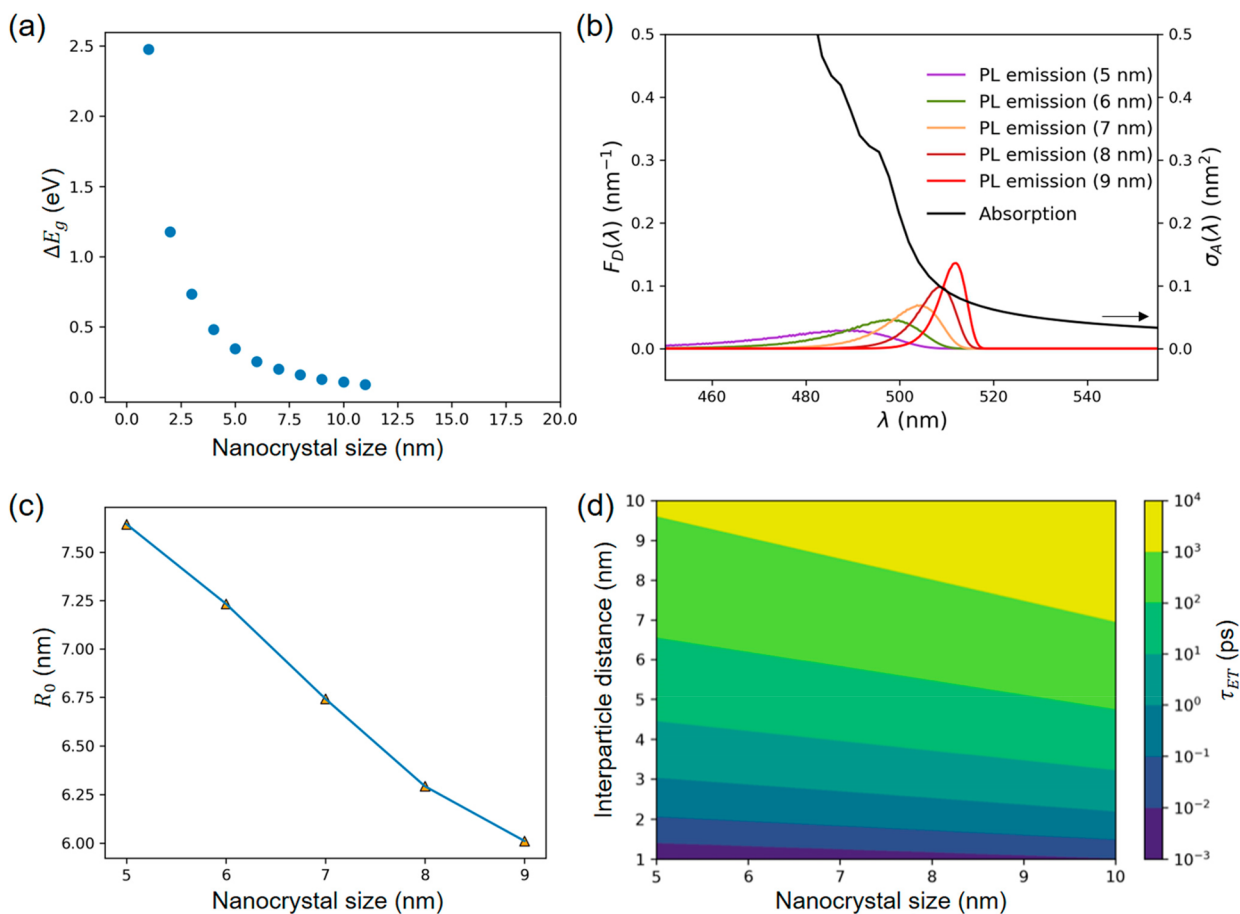 (a)
2.5
2.0
1.5
1.0
0.5
0.0
ΔE_g (eV)
0.0 2.5 5.0 7.5 10.0 12.5 15.0 17.5 20.0
Nanocrystal size (nm)
(b)
0.5
0.4
0.3
0.2
0.1
0.0
F_D(λ) (nm⁻¹)
PL emission (5 nm)
PL emission (6 nm)
PL emission (7 nm)
PL emission (8 nm)
PL emission (9 nm)
Absorption
0.5
0.4
0.3
0.2
0.1
0.0
σ_A(λ) (nm²)
460 480 500 520 540
λ (nm)
(c)
7.50
7.25
7.00
6.75
6.50
6.25
6.00
R₀ (nm)
5 6 7 8 9
Nanocrystal size (nm)
(d)
10
9
8
7
6
5
4
3
2
1
Interparticle distance (nm)
5 6 7 8 9 10
Nanocrystal size (nm)
10⁴
10³
10²
10¹
10⁰
10⁻¹
10⁻²
10⁻³
τ_ET (ps)